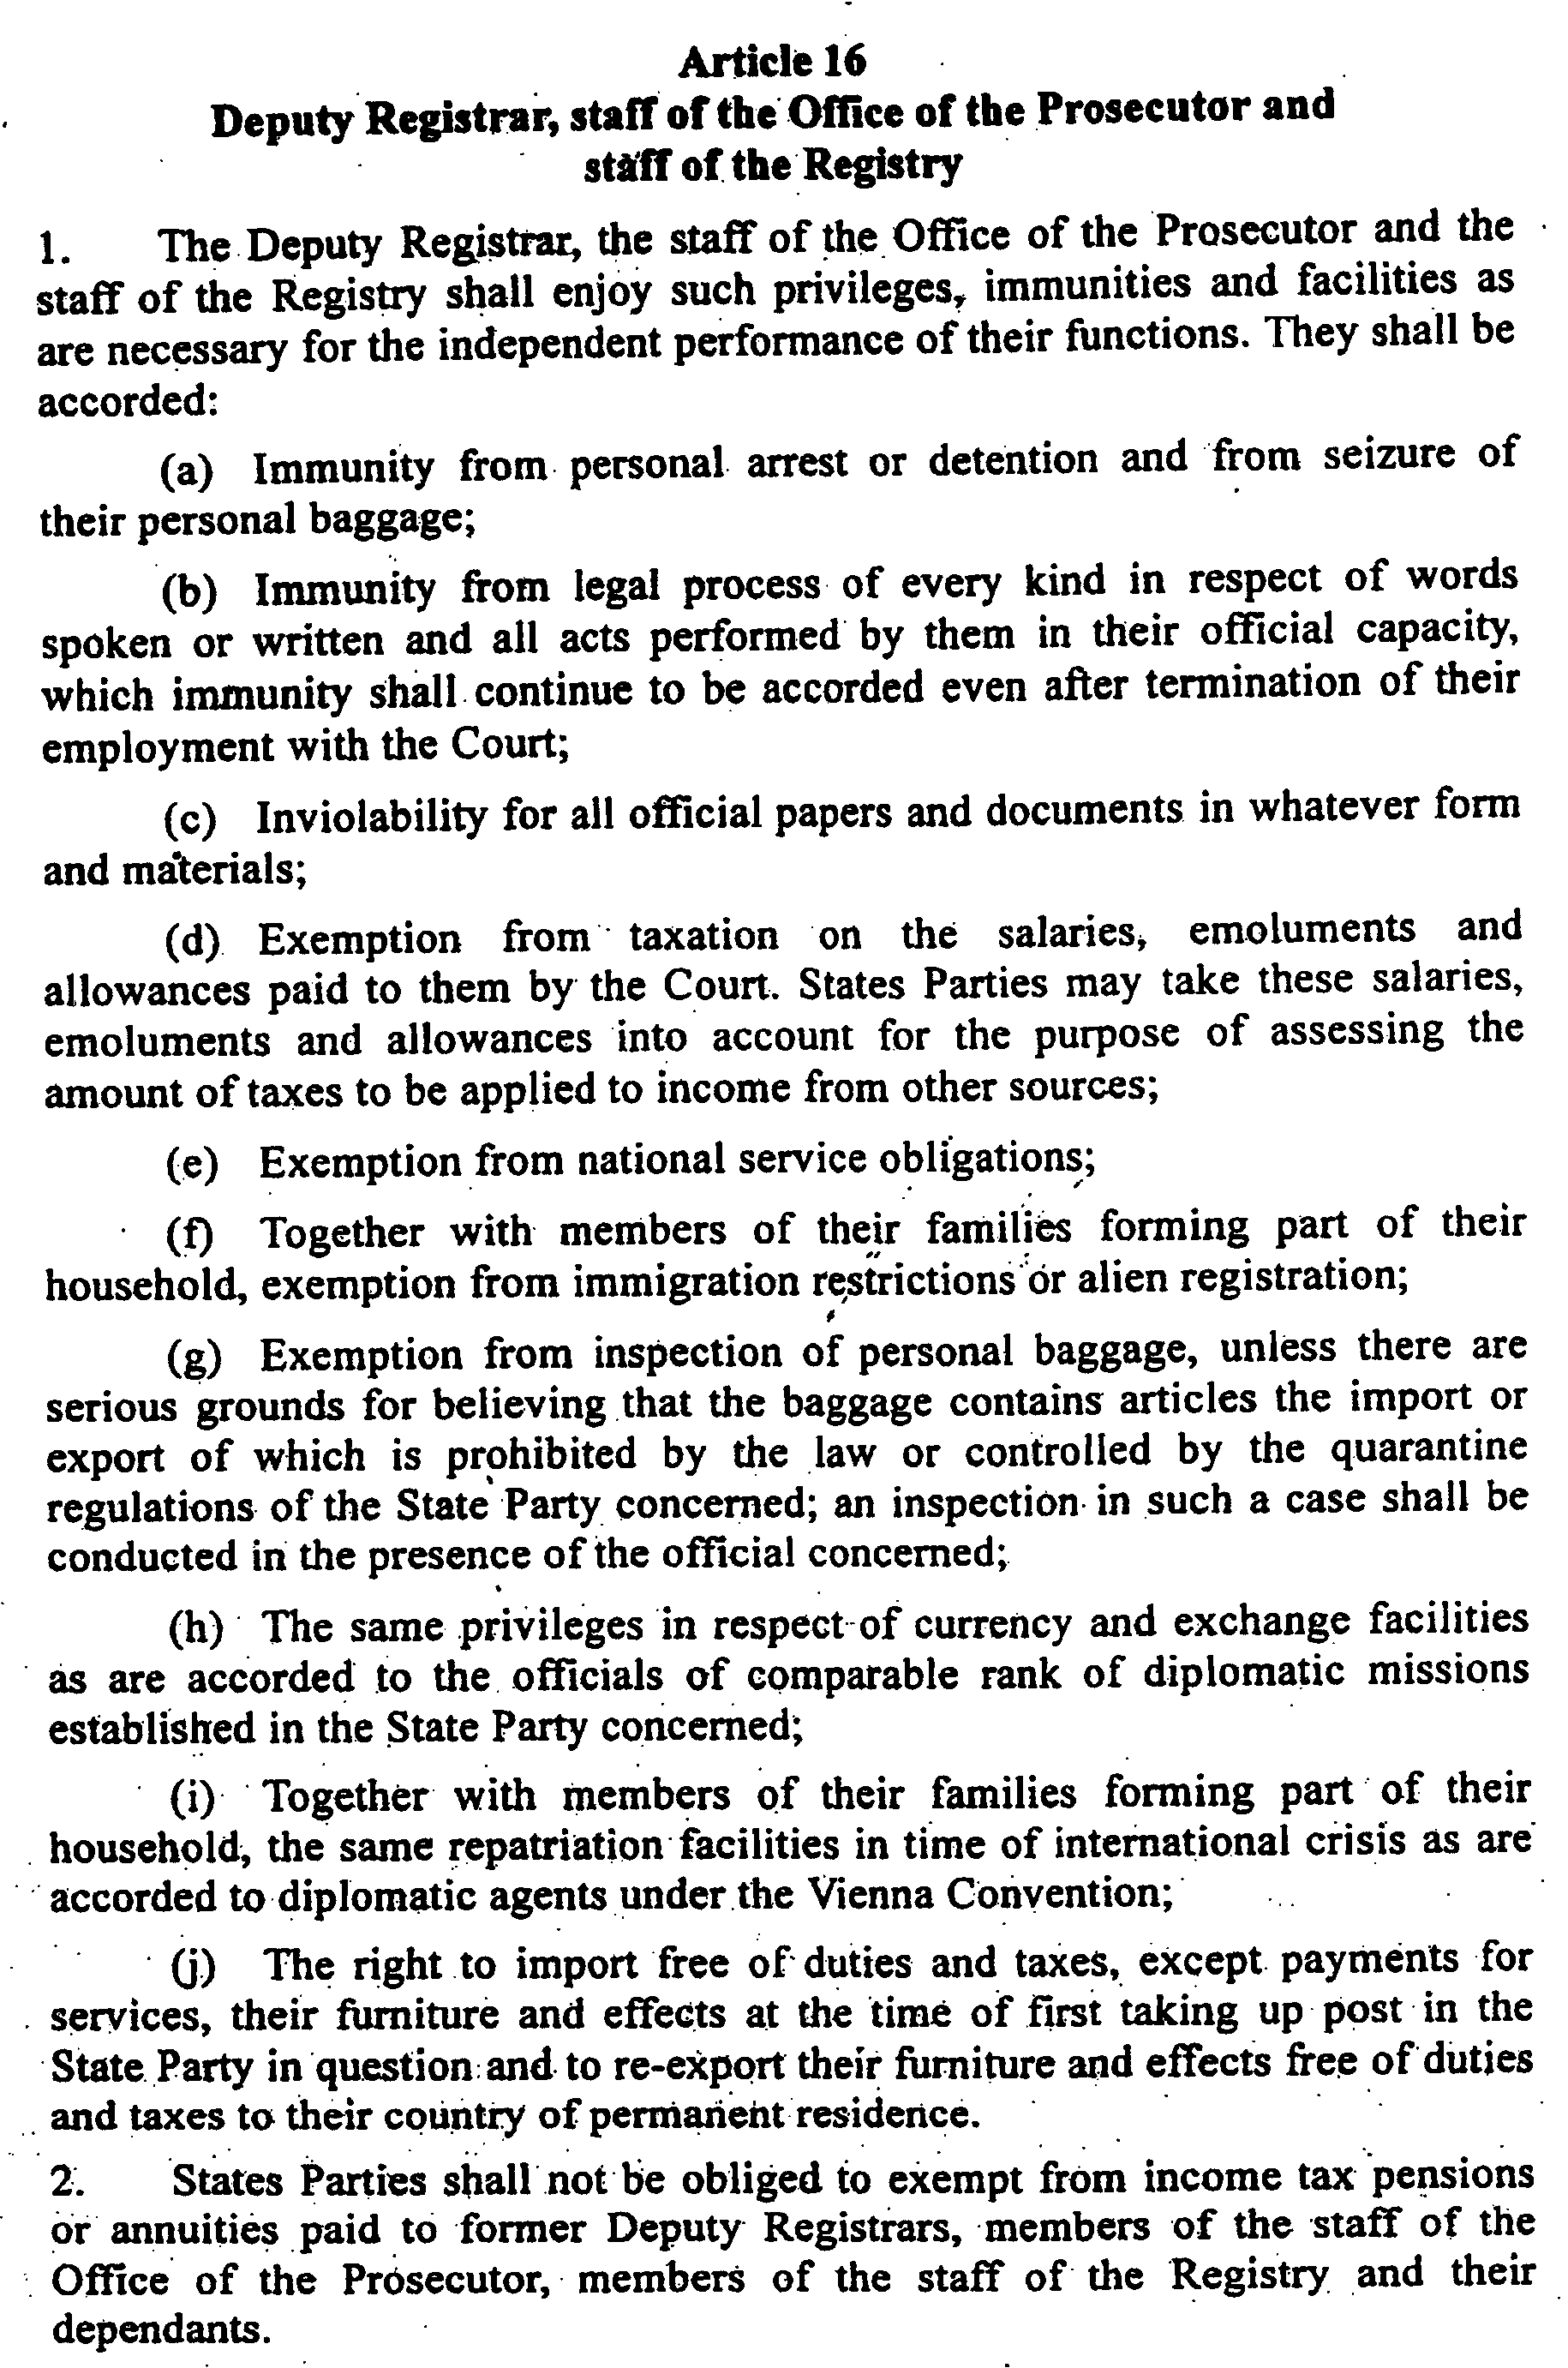 Article 16
Deputy Registrar, staff of the Office of the Prosecutor and
staff of the Registry
1. The Deputy Registrar, the staff of the Office of the Prosecutor and the
staff of the Registry shall enjoy such privileges, immunities and facilities as
are necessary for the independent performance of their functions. They shall be
accorded:
(a) Immunity from personal arrest or detention and from seizure of
their personal baggage;
(b) Immunity from legal process of every kind in respect of words
spoken or written and all acts performed by them in their official capacity,
which immunity shall continue to be accorded even after termination of their
employment with the Court;
(c) Inviolability for all official papers and documents in whatever form
and materials;
(d) Exemption from taxation on the salaries, emoluments and
allowances paid to them by the Court. States Parties may take these salaries,
emoluments and allowances into account for the purpose of assessing the
amount of taxes to be applied to income from other sources;
(e) Exemption from national service obligations;
(f) Together with members of their families forming part of their
household, exemption from immigration restrictions or alien registration;
(g) Exemption from inspection of personal baggage, unless there are
serious grounds for believing that the baggage contains articles the import or
export of which is prohibited by the law or controlled by the quarantine
regulations of the State Party concerned; an inspection in such a case shall be
conducted in the presence of the official concerned;
(h) The same privileges in respect of currency and exchange facilities
as are accorded to the officials of comparable rank of diplomatic missions
established in the State Party concerned;
(i) Together with members of their families forming part of their
household, the same repatriation facilities in time of international crisis as are
accorded to diplomatic agents under the Vienna Convention;
(j) The right to import free of duties and taxes, except payments for
services, their furniture and effects at the time of first taking up post in the
State Party in question and to re-export their furniture and effects free of duties
and taxes to their country of permanent residence.
2. States Parties shall not be obliged to exempt from income tax pensions
or annuities paid to former Deputy Registrars, members of the staff of the
Office of the Prosecutor, members of the staff of the Registry and their
dependants.